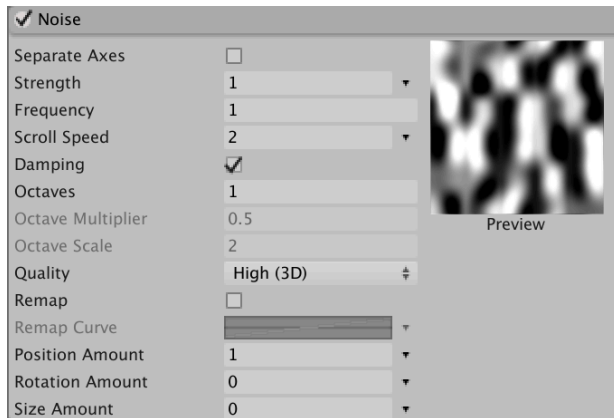 Noise
Separate Axes
Strength 1
Frequency 1
Scroll Speed 2
Damping
Octaves 1
Octave Multiplier 0.5
Octave Scale 2
Quality High (3D)
Remap
Remap Curve
Position Amount 1
Rotation Amount 0
Size Amount 0
Preview